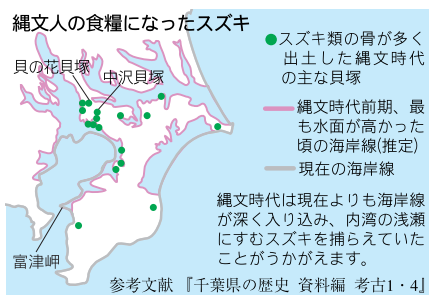 縄文人の食糧になったスズキ
貝の花貝塚
中沢貝塚
富津岬
●スズキ類の骨が多く
出土した縄文時代
の主な貝塚
縄文時代前期、最
も水面が高かった
頃の海岸線(推定)
現在の海岸線
縄文時代は現在よりも海岸線
が深く入り込み、内湾の浅瀬
にすむスズキを捕らえていた
ことがうかがえます。
参考文献『千葉県の歴史 資料編 考古1・4』